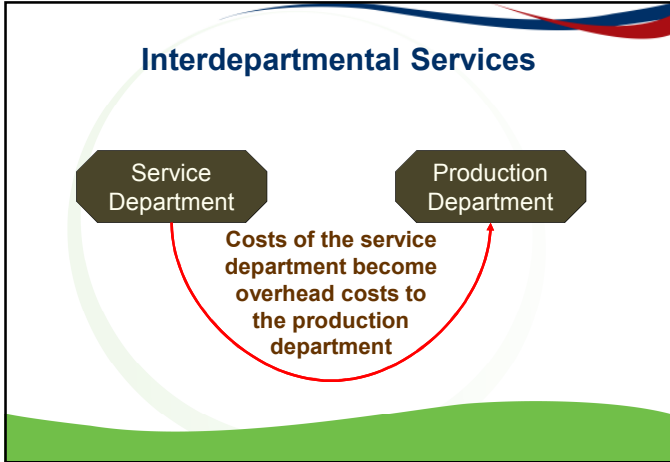 Interdepartmental Services
Service
Department
Production
Department
Costs of the service
department become
overhead costs to
the production
department